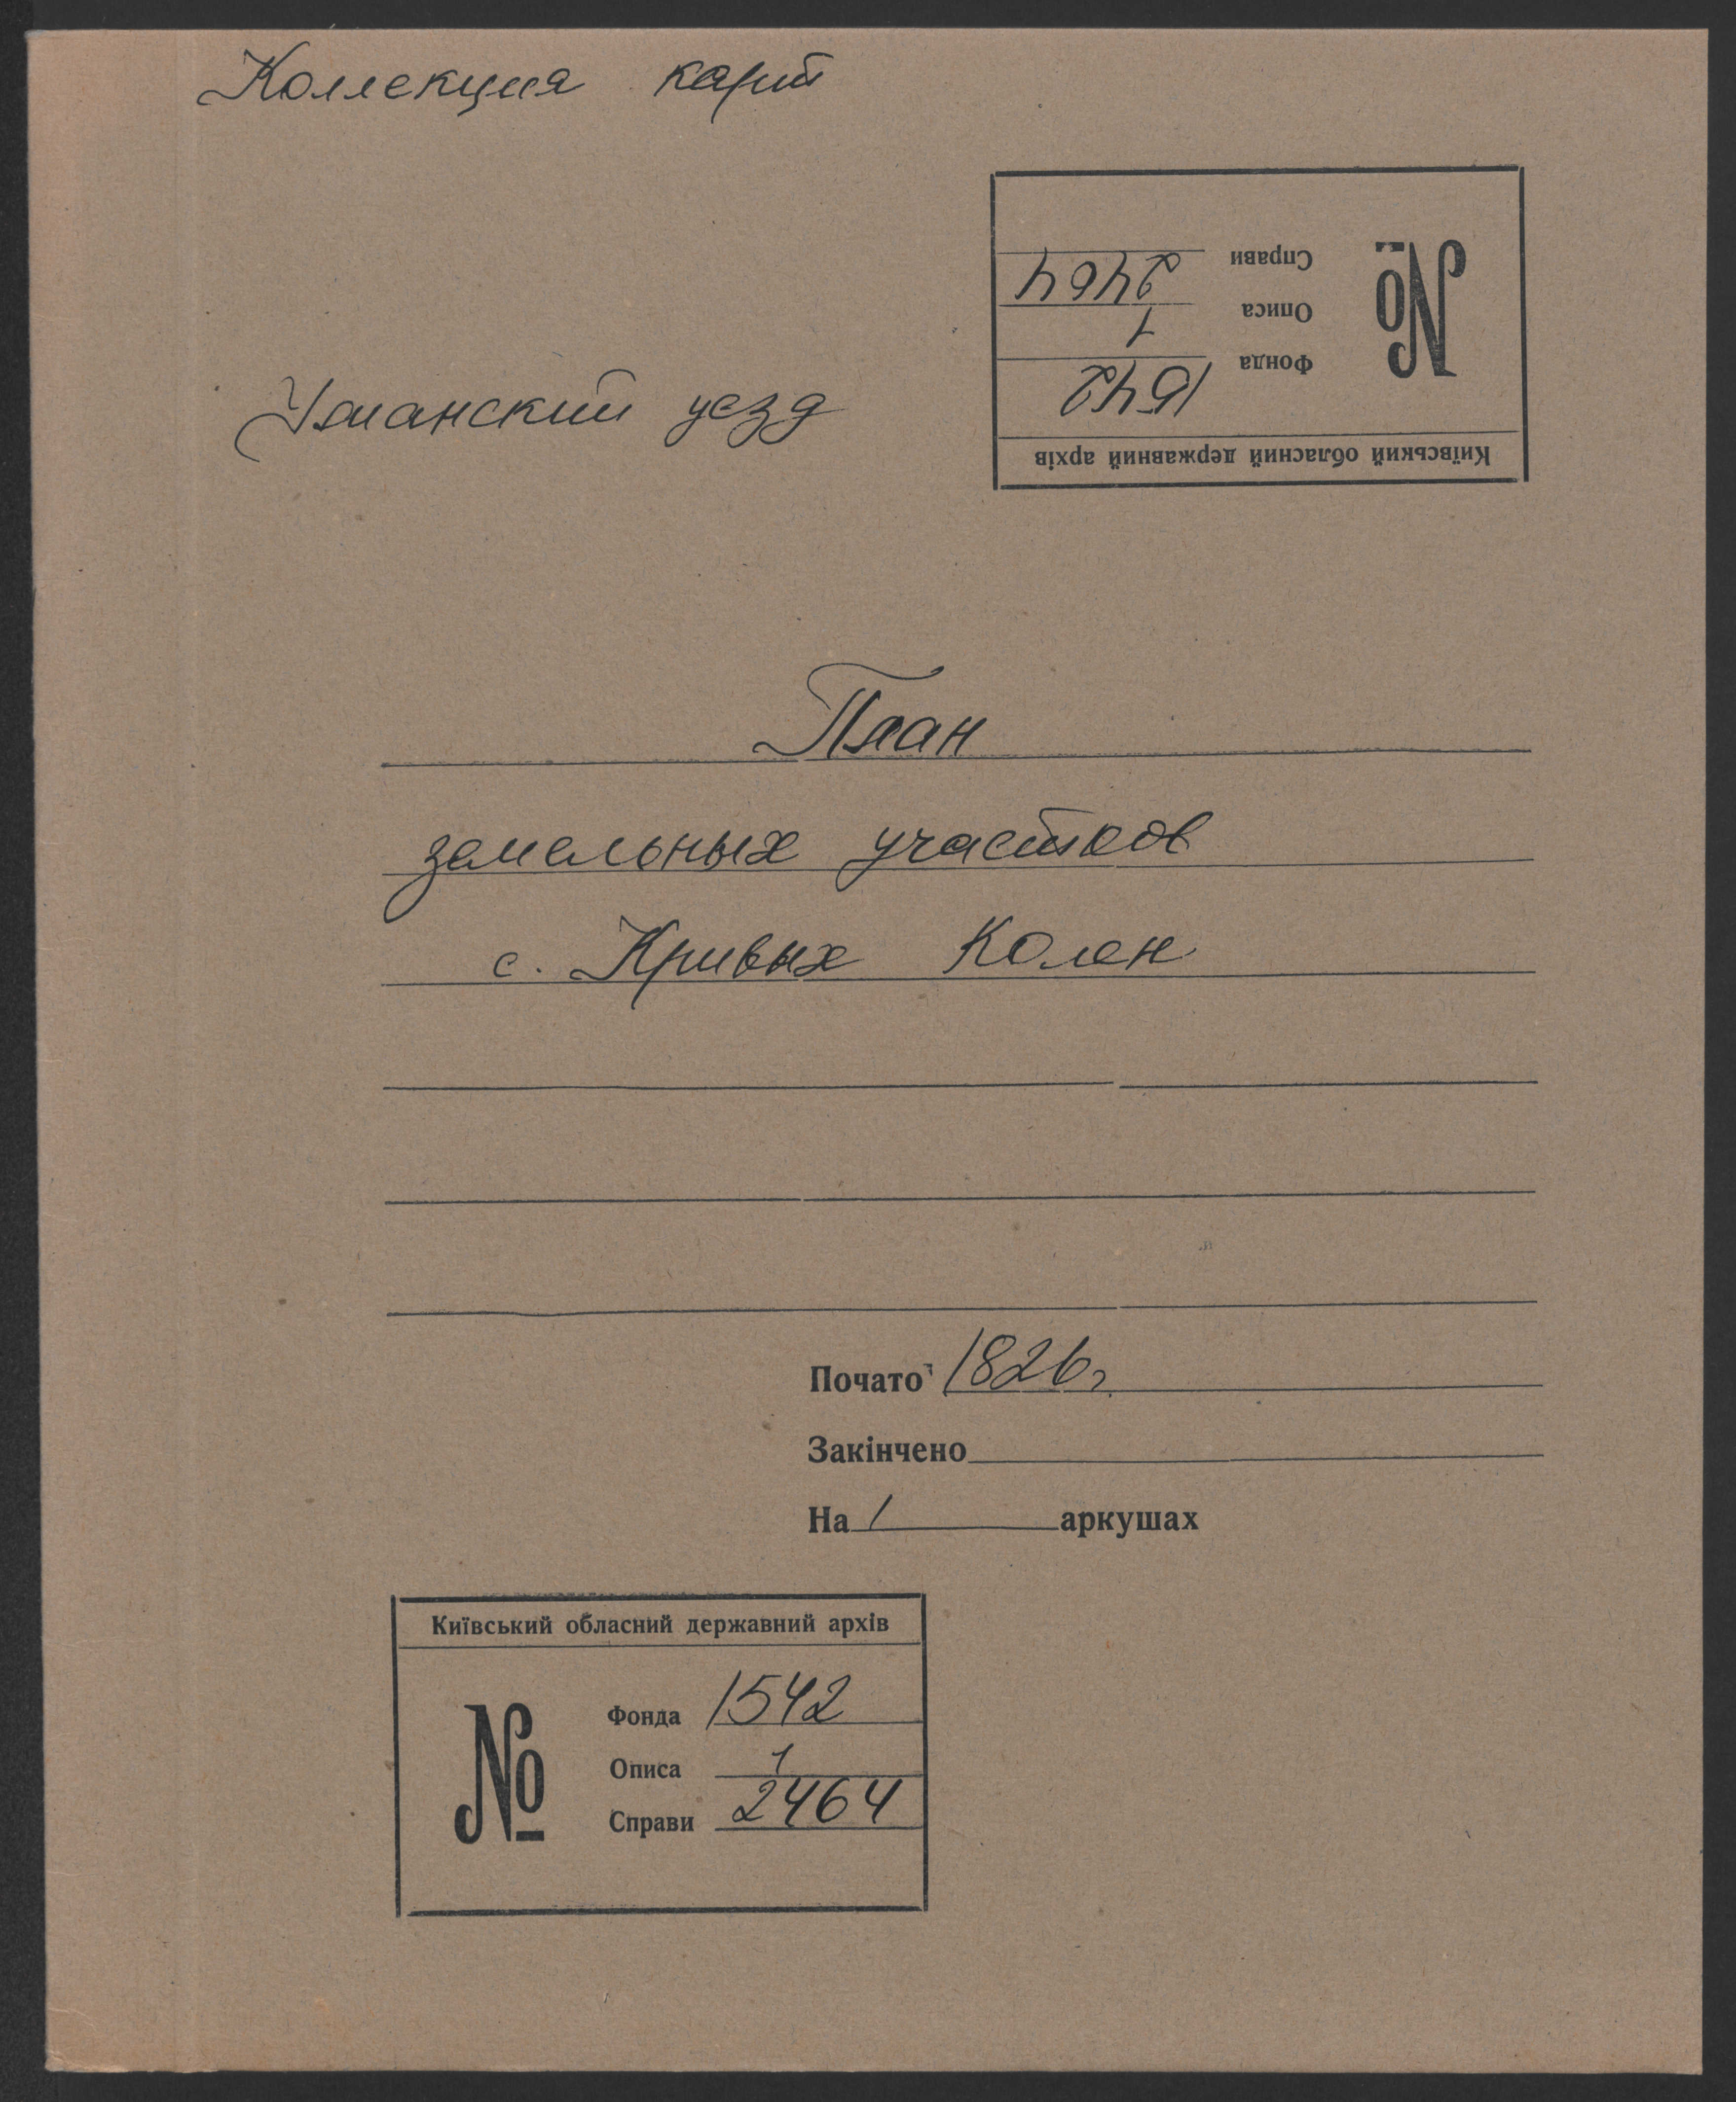 Коллекция карт
Справи 2464
Описа 1
Фонда 1542
№
Київський обласний державний архів
Уманский уезд
План
земельных участков
с. Кривых Колен
Почато 1826г.
Закінчено
На 1 аркушах
Київський обласний державний архів
№
Фонда 1542
Описа 1
Справи 2464